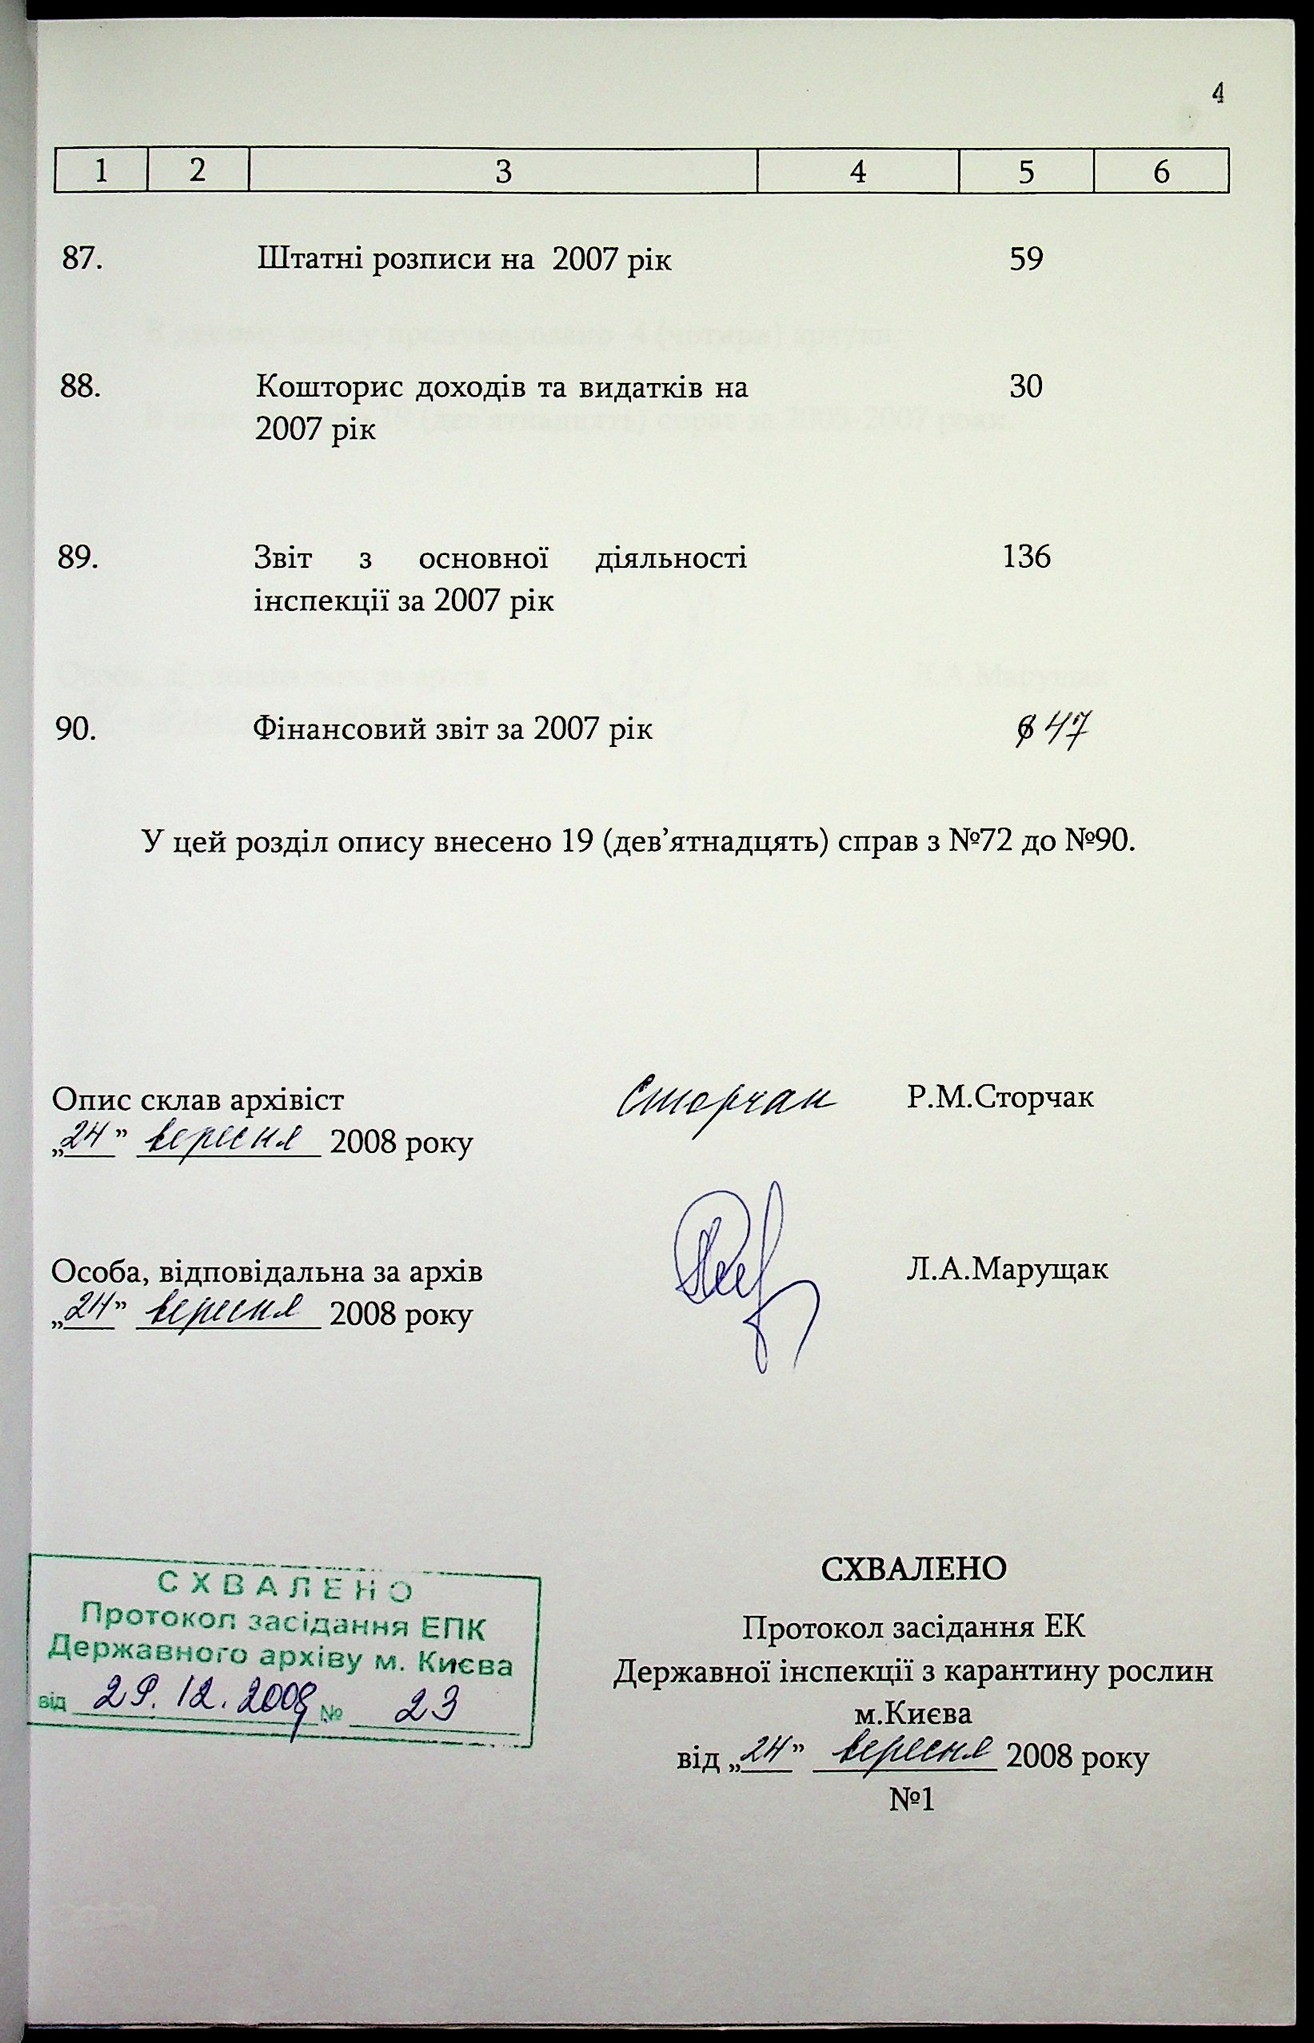 4
1 2 3 4 5 6
87. Штатні розписи на 2007 рік 59
88. Кошторис доходів та видатків на 30
2007 рік
89. Звіт з основної діяльності 136
інспекції за 2007 рік
90. Фінансовий звіт за 2007 рік 47
У цей розділ опису внесено 19 (дев’ятнадцять) справ з №72 до №90.
Опис склав архівіст Сторчак Р.М.Сторчак
„24” вересня 2008 року
Особа, відповідальна за архів Л.А.Марущак
„24” вересня 2008 року
СХВАЛЕНО
Протокол засідання ЕПК
Державного архіву м. Києва
від 29.12.2008 № 23
СХВАЛЕНО
Протокол засідання ЕК
Державної інспекції з карантину рослин
м.Києва
від „24” вересня 2008 року
№1